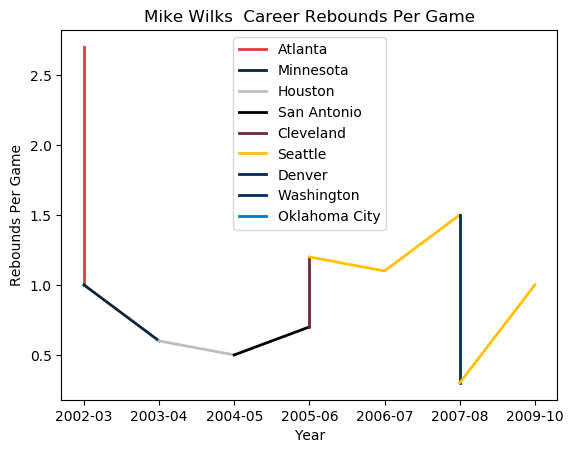 Mike Wilks  Career Rebounds Per Game
Atlanta
Minnesota
Houston
San Antonio
Cleveland
Seattle
Denver
Washington
Oklahoma City
Rebounds Per Game
2.5
2.0
1.5
1.0
0.5
2002-03 2003-04 2004-05 2005-06 2006-07 2007-08 2009-10
Year